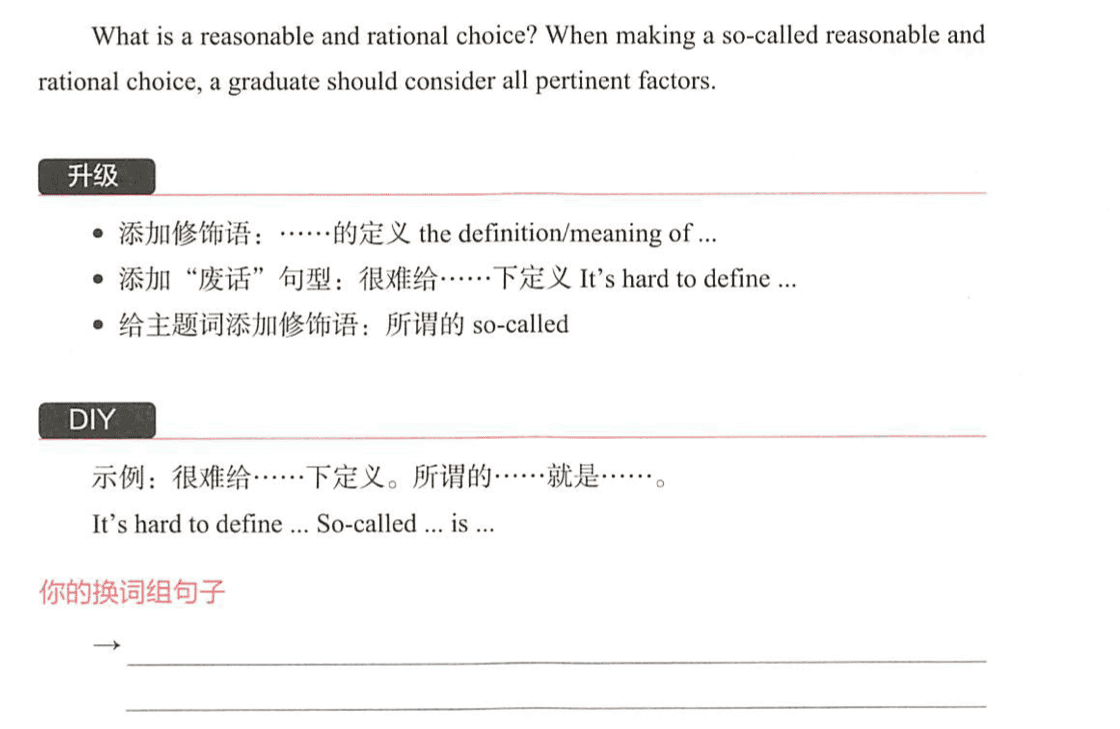 What is a reasonable and rational choice? When making a so-called reasonable and
rational choice, a graduate should consider all pertinent factors.
升级
• 添加修饰语：……的定义 the definition/meaning of ...
• 添加“废话”句型：很难给……下定义 It’s hard to define ...
• 给主题词添加修饰语：所谓的 so-called
DIY
示例：很难给……下定义。所谓的……就是……。
It’s hard to define ... So-called ... is ...
你的换词组句子
→